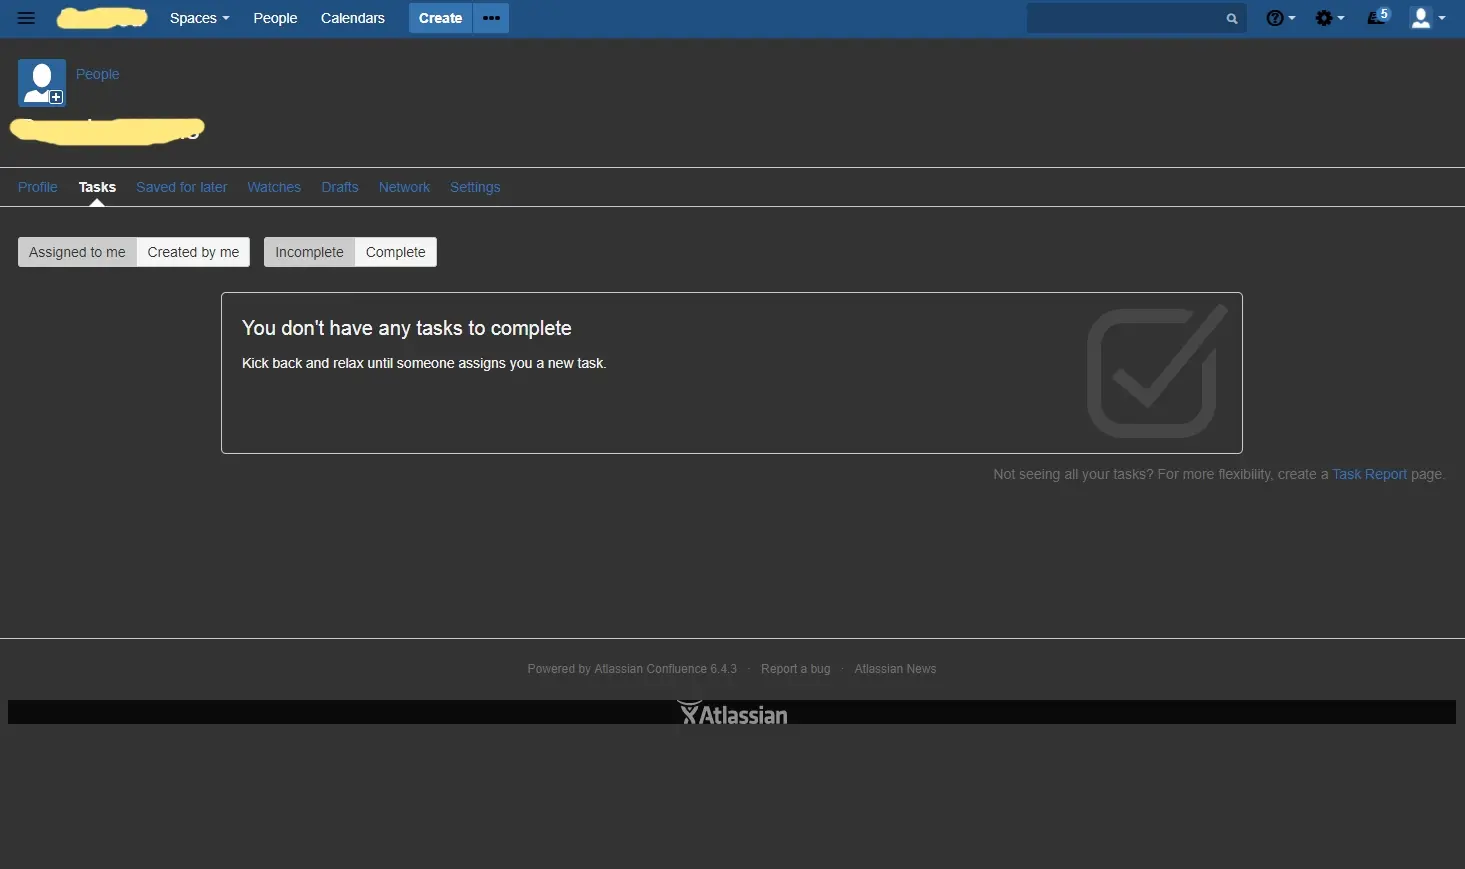 Spaces People Calendars Create ••• 5
People
Profile Tasks Saved for later Watches Drafts Network Settings
Assigned to me Created by me Incomplete Complete
You don't have any tasks to complete
Kick back and relax until someone assigns you a new task.
Not seeing all your tasks? For more flexibility, create a Task Report page.
Powered by Atlassian Confluence 6.4.3 · Report a bug · Atlassian News
Atlassian